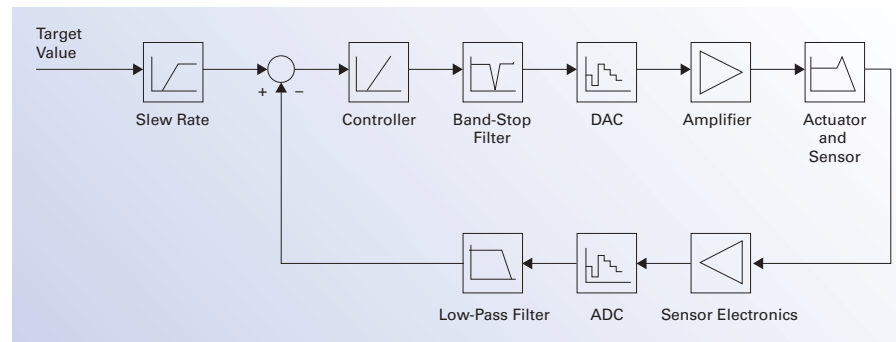 Target
Value
+ −
Slew Rate
Controller
Band-Stop
Filter
DAC
Amplifier
Actuator
and
Sensor
Low-Pass Filter
ADC
Sensor Electronics